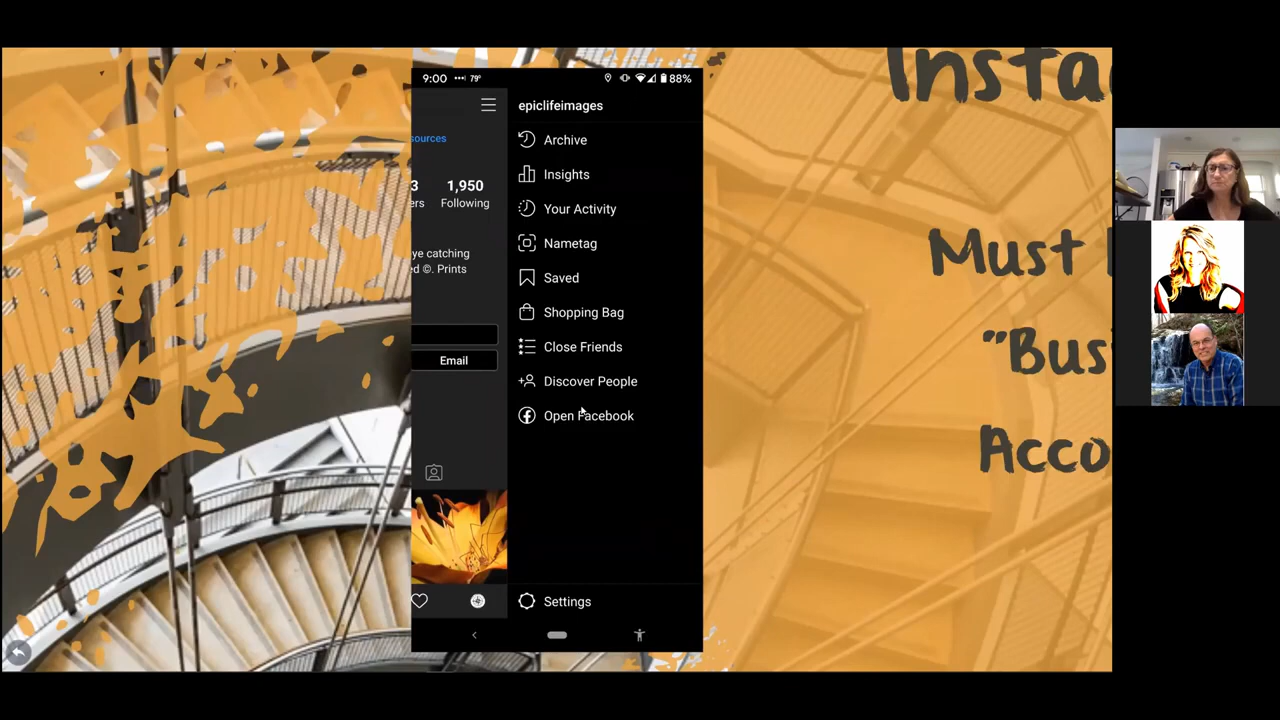 Insta
9:00 79° 88%
epiclifeimages
sources
Archive
Insights
3 1,950
ers Following
Your Activity
Nametag
ye catching
ed ©. Prints
Saved
Shopping Bag
Close Friends
Email
Discover People
Open Facebook
Settings
Must
"Bus
Acco